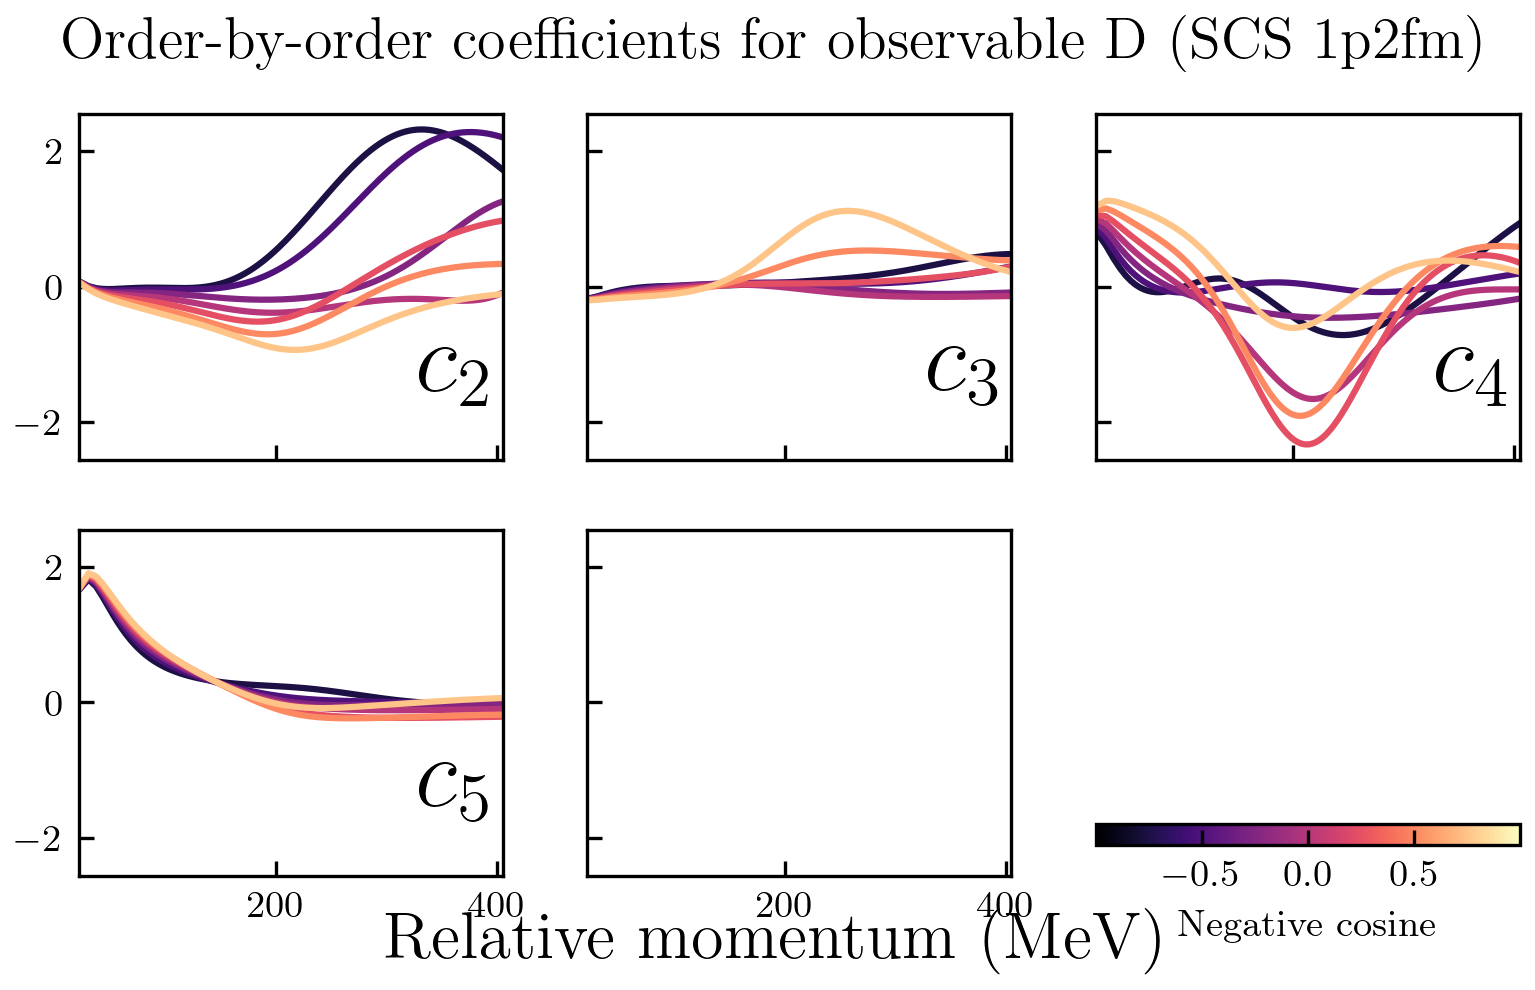 Order-by-order coefficients for observable D (SCS 1p2fm)
2
0
−2
c₂
c₃
c₄
2
0
−2
c₅
200
400
200
400
−0.5
0.0
0.5
Negative cosine
Relative momentum (MeV)